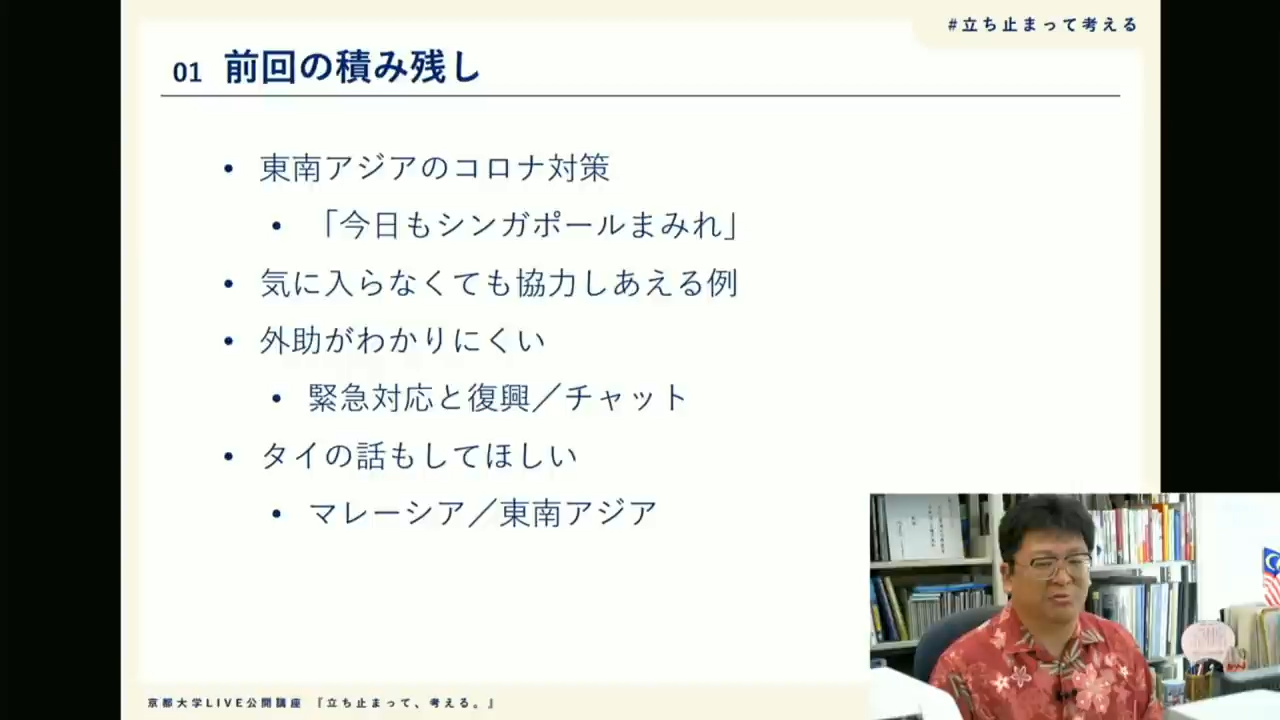 #立ち止まって考える
01 前回の積み残し
• 東南アジアのコロナ対策
• 「今日もシンガポールまみれ」
• 気に入らなくても協力しあえる例
• 外助がわかりにくい
• 緊急対応と復興／チャット
• タイの話もしてほしい
• マレーシア／東南アジア
京都大学LIVE公開講座 『立ち止まって、考える。』